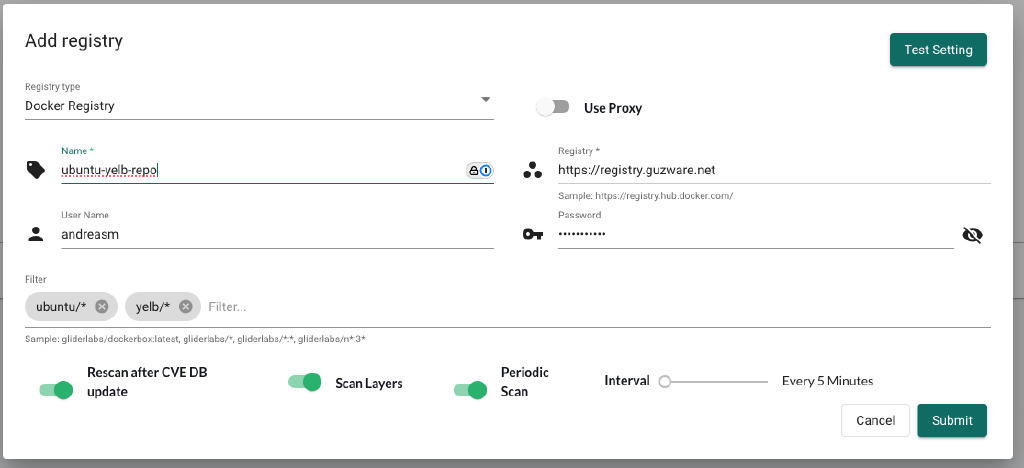 Add registry
Test Setting
Registry type
Docker Registry
Use Proxy
Name *
ubuntu-yelb-repo
Registry *
https://registry.guzware.net
Sample: https://registry.hub.docker.com/
User Name
andreasm
Password
•••••••••••
Filter
ubuntu/*
yelb/*
Filter...
Sample: gliderlabs/dockerbox:latest, gliderlabs/*, gliderlabs/*:*, gliderlabs/n*:3*
Rescan after CVE DB
update
Scan Layers
Periodic
Scan
Interval
Every 5 Minutes
Cancel
Submit